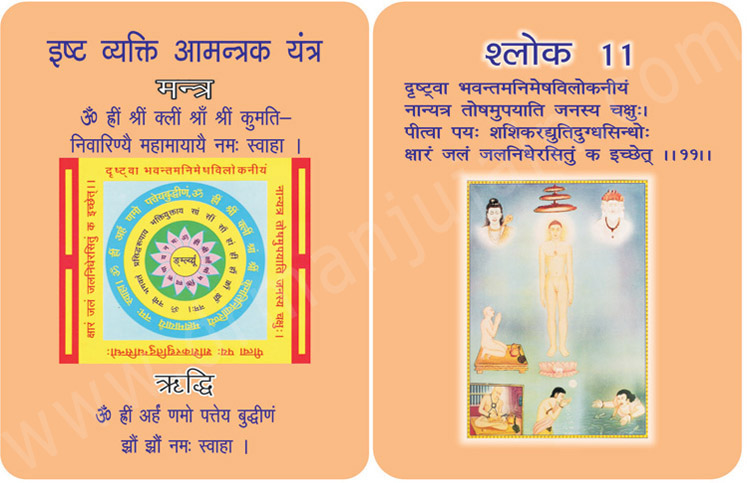 इष्ट व्यक्ति आमन्त्रक यंत्र
मन्त्र
ॐ ह्रीं श्रीं क्लीं श्राँ श्रीं कुमति–
निवारिण्यै महामायायै नमः स्वाहा ।
दृष्ट्वा भवन्तमनिमेषविलोकनीयं
नान्यत्र तोषमुपयाति जनस्य चक्षुः।
पीत्वा पयः शशिकरद्युतिदुग्धसिन्धोः
क्षारं जलं जलनिधेरसितुं क इच्छेत्।।
ऋद्धि
ॐ ह्रीं अर्हं णमो पत्तेय बुद्धीणं
झ्रौं झ्रौं नमः स्वाहा ।
श्लोक 11
दृष्ट्वा भवन्तमनिमेषविलोकनीयं
नान्यत्र तोषमुपयाति जनस्य चक्षुः।
पीत्वा पयः शशिकरद्युतिदुग्धसिन्धोः
क्षारं जलं जलनिधेरसितुं क इच्छेत् ।।११।।